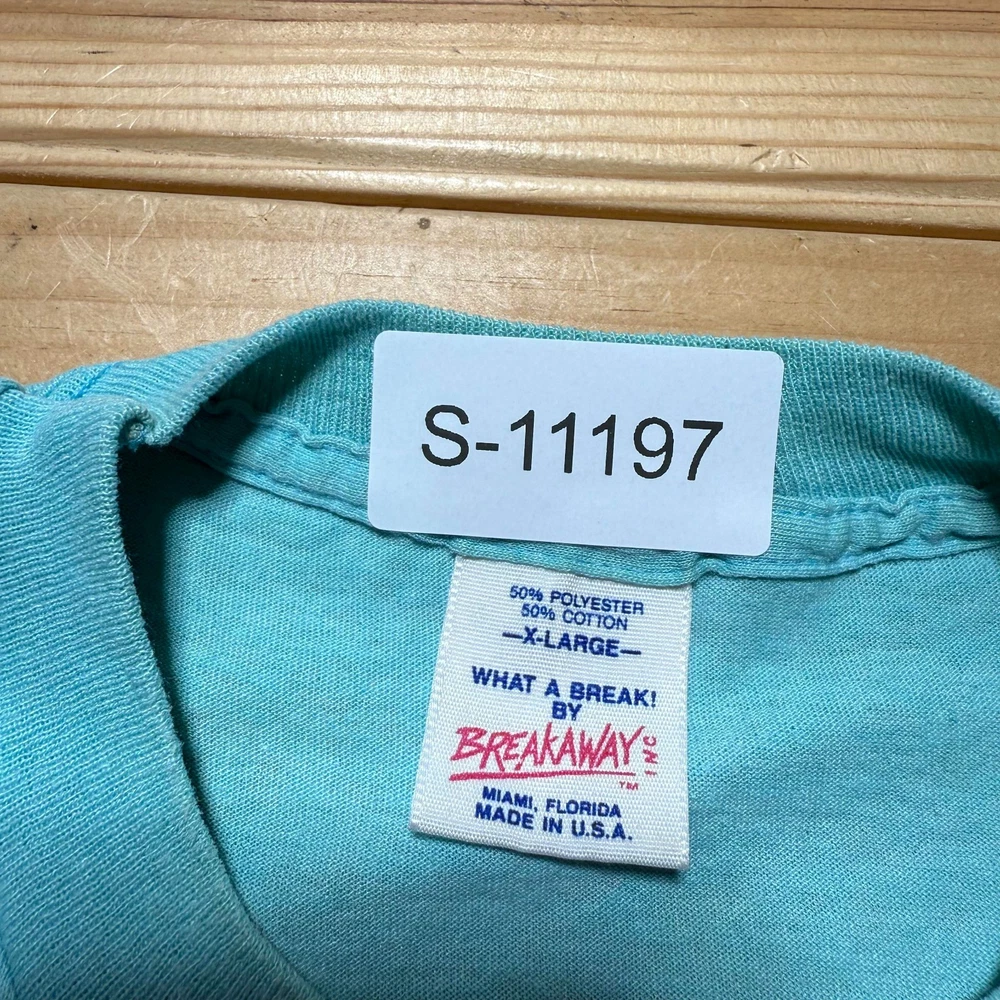 S-11197
50% POLYESTER
50% COTTON
—X-LARGE—
WHAT A BREAK!
BY
BREAKAWAY INC
TM
MIAMI, FLORIDA
MADE IN U.S.A.